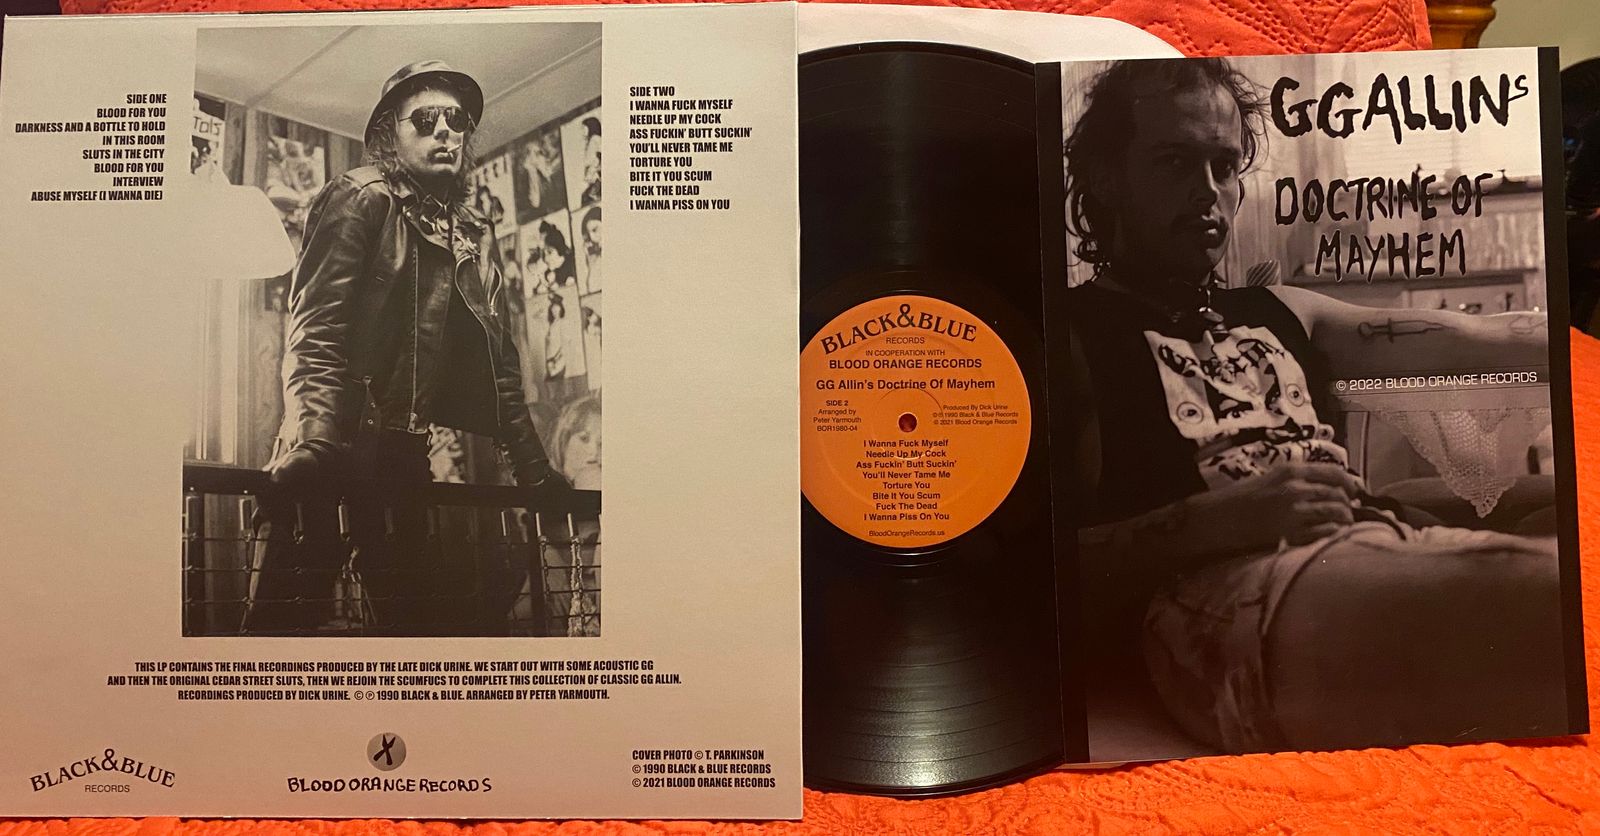 SIDE ONE
BLOOD FOR YOU
DARKNESS AND A BOTTLE TO HOLD
IN THIS ROOM
SLUTS IN THE CITY
BLOOD FOR YOU
INTERVIEW
ABUSE MYSELF (I WANNA DIE)
SIDE TWO
I WANNA FUCK MYSELF
NEEDLE UP MY COCK
ASS FUCKIN' BUTT SUCKIN'
YOU'LL NEVER TAME ME
TORTURE YOU
BITE IT YOU SCUM
FUCK THE DEAD
I WANNA PISS ON YOU
THIS LP CONTAINS THE FINAL RECORDINGS PRODUCED BY THE LATE DICK URINE. WE START OUT WITH SOME ACOUSTIC GG
AND THEN THE ORIGINAL CEDAR STREET SLUTS, THEN WE REJOIN THE SCUMFUCS TO COMPLETE THIS COLLECTION OF CLASSIC GG ALLIN.
RECORDINGS PRODUCED BY DICK URINE. © ℗ 1990 BLACK & BLUE. ARRANGED BY PETER YARMOUTH.
BLACK & BLUE
RECORDS
BLOOD ORANGE RECORDS
COVER PHOTO © T. PARKINSON
© 1990 BLACK & BLUE RECORDS
© 2021 BLOOD ORANGE RECORDS
BLACK & BLUE
RECORDS
IN COOPERATION WITH
BLOOD ORANGE RECORDS
GG Allin's Doctrine Of Mayhem
SIDE 2
Arranged by
Peter Yarmouth
BOR1980-04
Produced By Dick Urine
© ℗ 1990 Black & Blue Records
© 2021 Blood Orange Records
I Wanna Fuck Myself
Needle Up My Cock
Ass Fuckin' Butt Suckin'
You'll Never Tame Me
Torture You
Bite It You Scum
Fuck The Dead
I Wanna Piss On You
BloodOrangeRecords.us
GG ALLINS
DOCTRINE OF
MAYHEM
© 2022 BLOOD ORANGE RECORDS